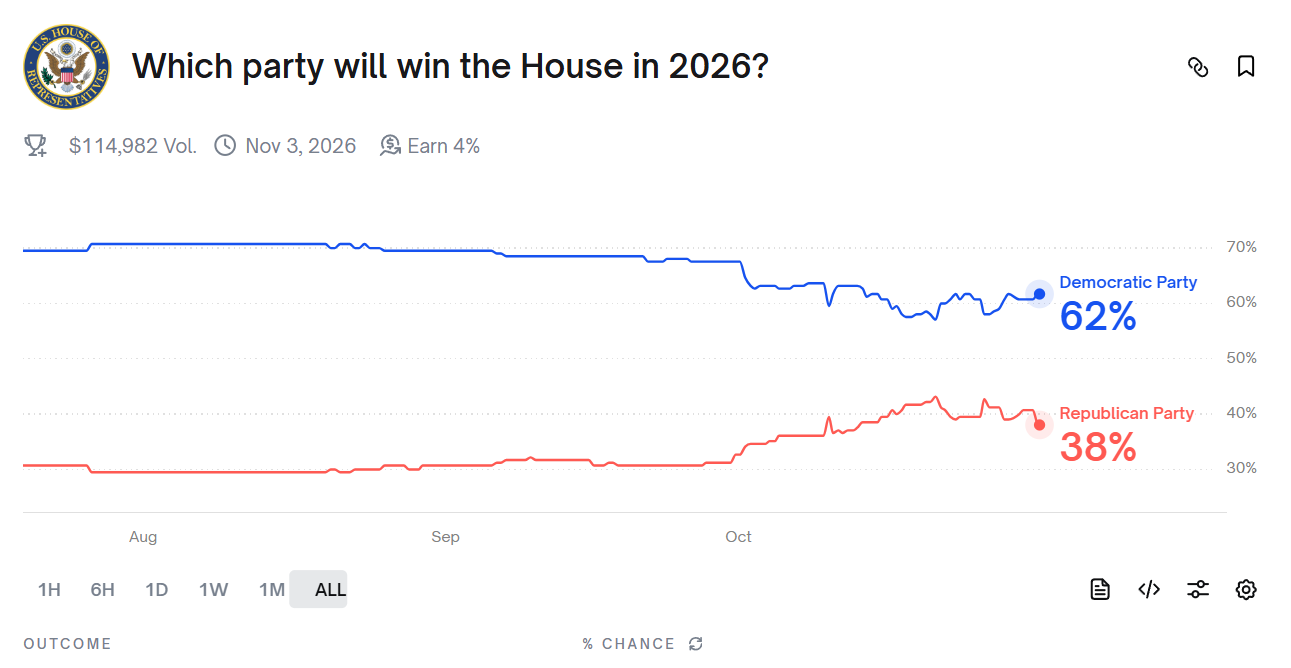 U.S. HOUSE OF
REPRESENTATIVES
Which party will win the House in 2026?
$114,982 Vol. Nov 3, 2026 Earn 4%
70%
Democratic Party
62%
60%
50%
40%
Republican Party
38%
30%
Aug Sep Oct
1H 6H 1D 1W 1M ALL
OUTCOME % CHANCE